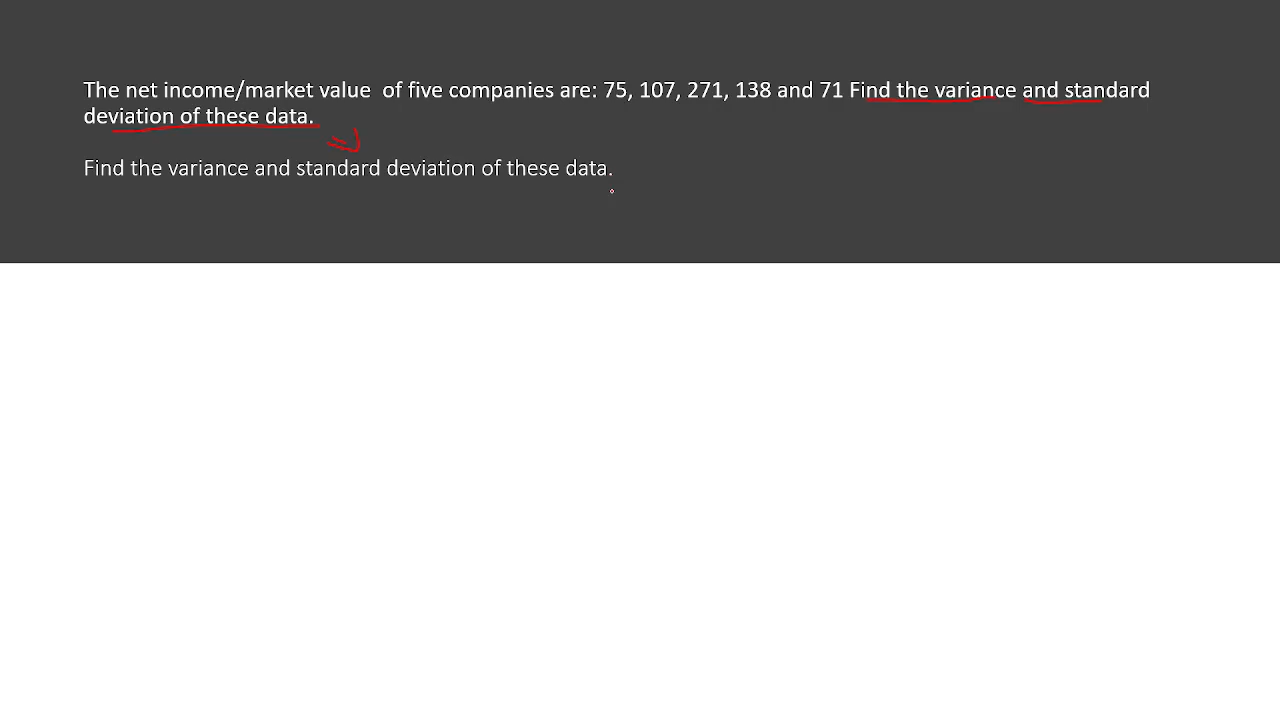 The net income/market value  of five companies are: 75, 107, 271, 138 and 71 Find the variance and standard
deviation of these data.
Find the variance and standard deviation of these data.